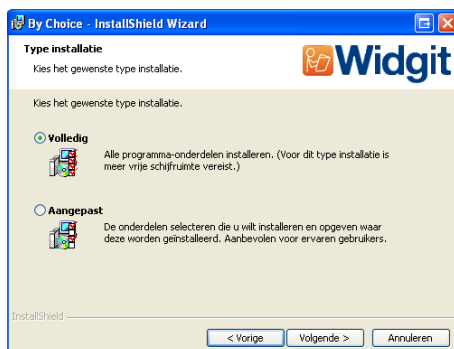 By Choice - InstallShield Wizard
Type installatie
Kies het gewenste type installatie.
Widgit
Kies het gewenste type installatie.
Volledig
Alle programma-onderdelen installeren. (Voor dit type installatie is
meer vrije schijfruimte vereist.)
Aangepast
De onderdelen selecteren die u wilt installeren en opgeven waar
deze worden geïnstalleerd. Aanbevolen voor ervaren gebruikers.
InstallShield
< Vorige
Volgende >
Annuleren